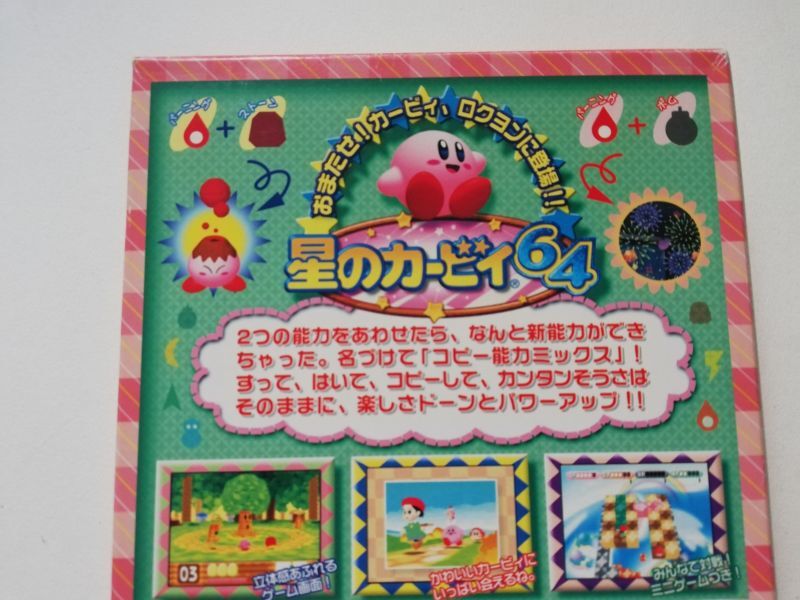 バーニング
ストーン
バーニング
ボム
おまたせ!!カービィ、ロクヨンに登場!!!
星のカービィ64
®
2つの能力をあわせたら、なんと新能力ができ
ちゃった。名づけて「コピー能力ミックス」!
すって、はいて、コピーして、カンタンそうさは
そのままに、楽しさドーンとパワーアップ!!
03
立体感あふれる
ゲーム画面!
かわいいカービィに
いっぱい会えるね。
みんなで対戦!
ミニゲームつき!